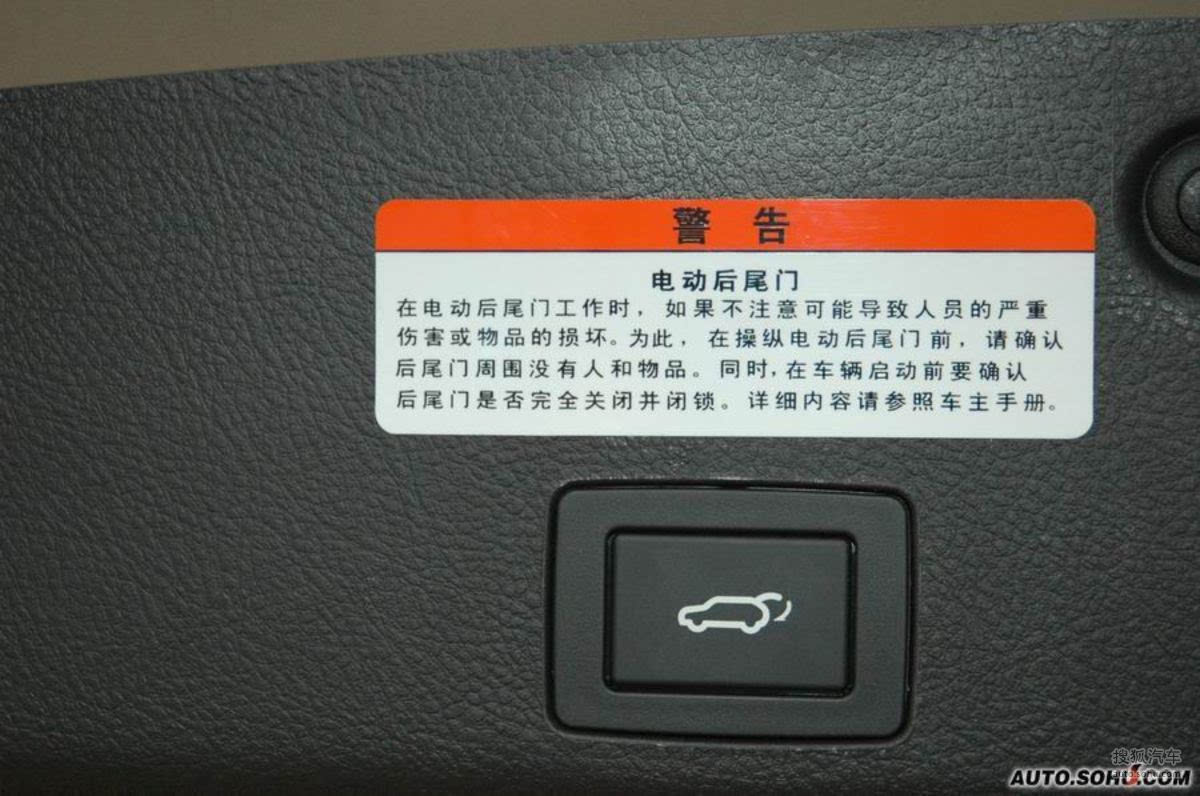 警 告
电动后尾门
在电动后尾门工作时，如果不注意可能导致人员的严重
伤害或物品的损坏。为此，在操纵电动后尾门前，请确认
后尾门周围没有人和物品。同时，在车辆启动前要确认
后尾门是否完全关闭并闭锁。详细内容请参照车主手册。
搜狐汽车
auto.sohu.com
AUTO.SOHU.COM